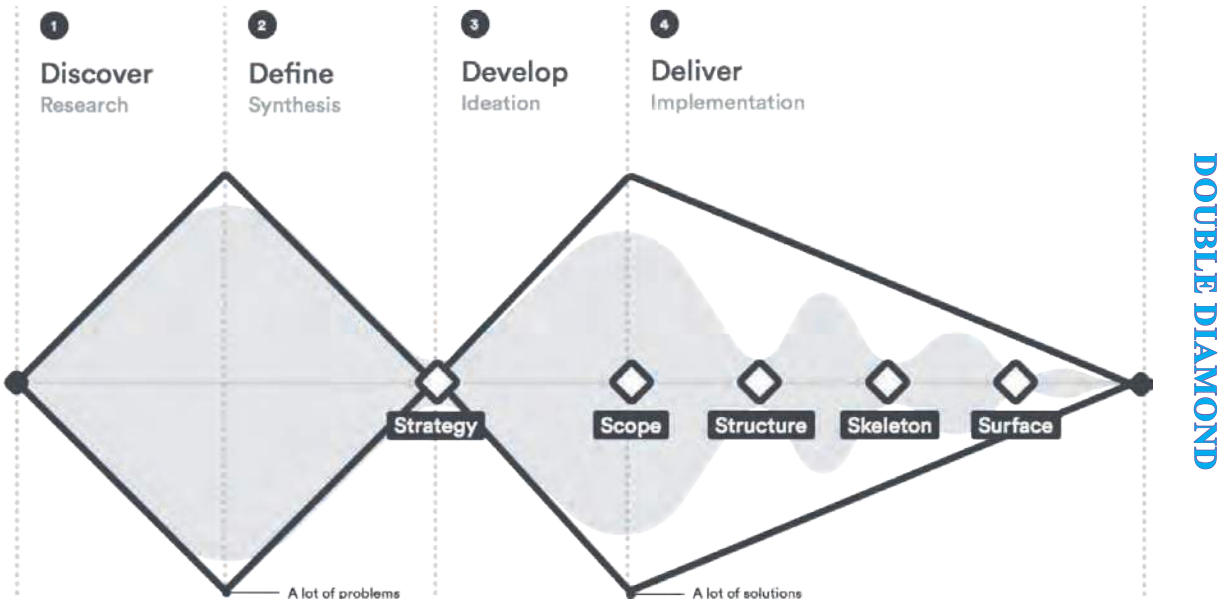 1
Discover
Research
2
Define
Synthesis
3
Develop
Ideation
4
Deliver
Implementation
Strategy
Scope
Structure
Skeleton
Surface
A lot of problems
A lot of solutions
DOUBLE DIAMOND